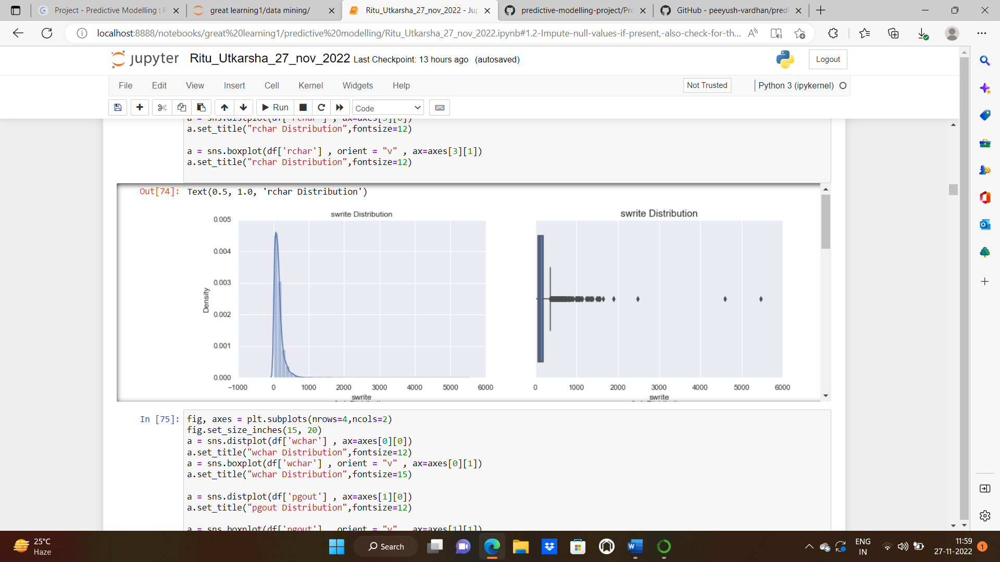 Project - Predictive Modelling : P
great learning1/data mining/
Ritu_Utkarsha_27_nov_2022 - Jup
predictive-modelling-project/Pro
GitHub - peeyush-vardhan/predi
localhost:8888/notebooks/great%20learning1/predictive%20modelling/Ritu_Utkarsha_27_nov_2022.ipynb#1.2-Impute-null-values-if-present,-also-check-for-th...
jupyter Ritu_Utkarsha_27_nov_2022 Last Checkpoint: 13 hours ago (autosaved)
Logout
File Edit View Insert Cell Kernel Widgets Help
Not Trusted
Python 3 (ipykernel)
Run
Code
a = sns.distplot(df['rchar'] , ax=axes[3][0])
a.set_title("rchar Distribution",fontsize=12)
a = sns.boxplot(df['rchar'] , orient = "v" , ax=axes[3][1])
a.set_title("rchar Distribution",fontsize=12)
Out[74]: Text(0.5, 1.0, 'rchar Distribution')
swrite Distribution
0.005
0.004
0.003
0.002
0.001
0.000
Density
−1000 0 1000 2000 3000 4000 5000 6000
swrite
swrite Distribution
0 1000 2000 3000 4000 5000 6000
swrite
In [75]: fig, axes = plt.subplots(nrows=4,ncols=2)
fig.set_size_inches(15, 20)
a = sns.distplot(df['wchar'] , ax=axes[0][0])
a.set_title("wchar Distribution",fontsize=12)
a = sns.boxplot(df['wchar'] , orient = "v" , ax=axes[0][1])
a.set_title("wchar Distribution",fontsize=15)
a = sns.distplot(df['pgout'] , ax=axes[1][0])
a.set_title("pgout Distribution",fontsize=12)
a = sns.boxplot(df['pgout'] , orient = "v" , ax=axes[1][1])
25°C
Haze
Search
ENG
IN
11:59
27-11-2022
1